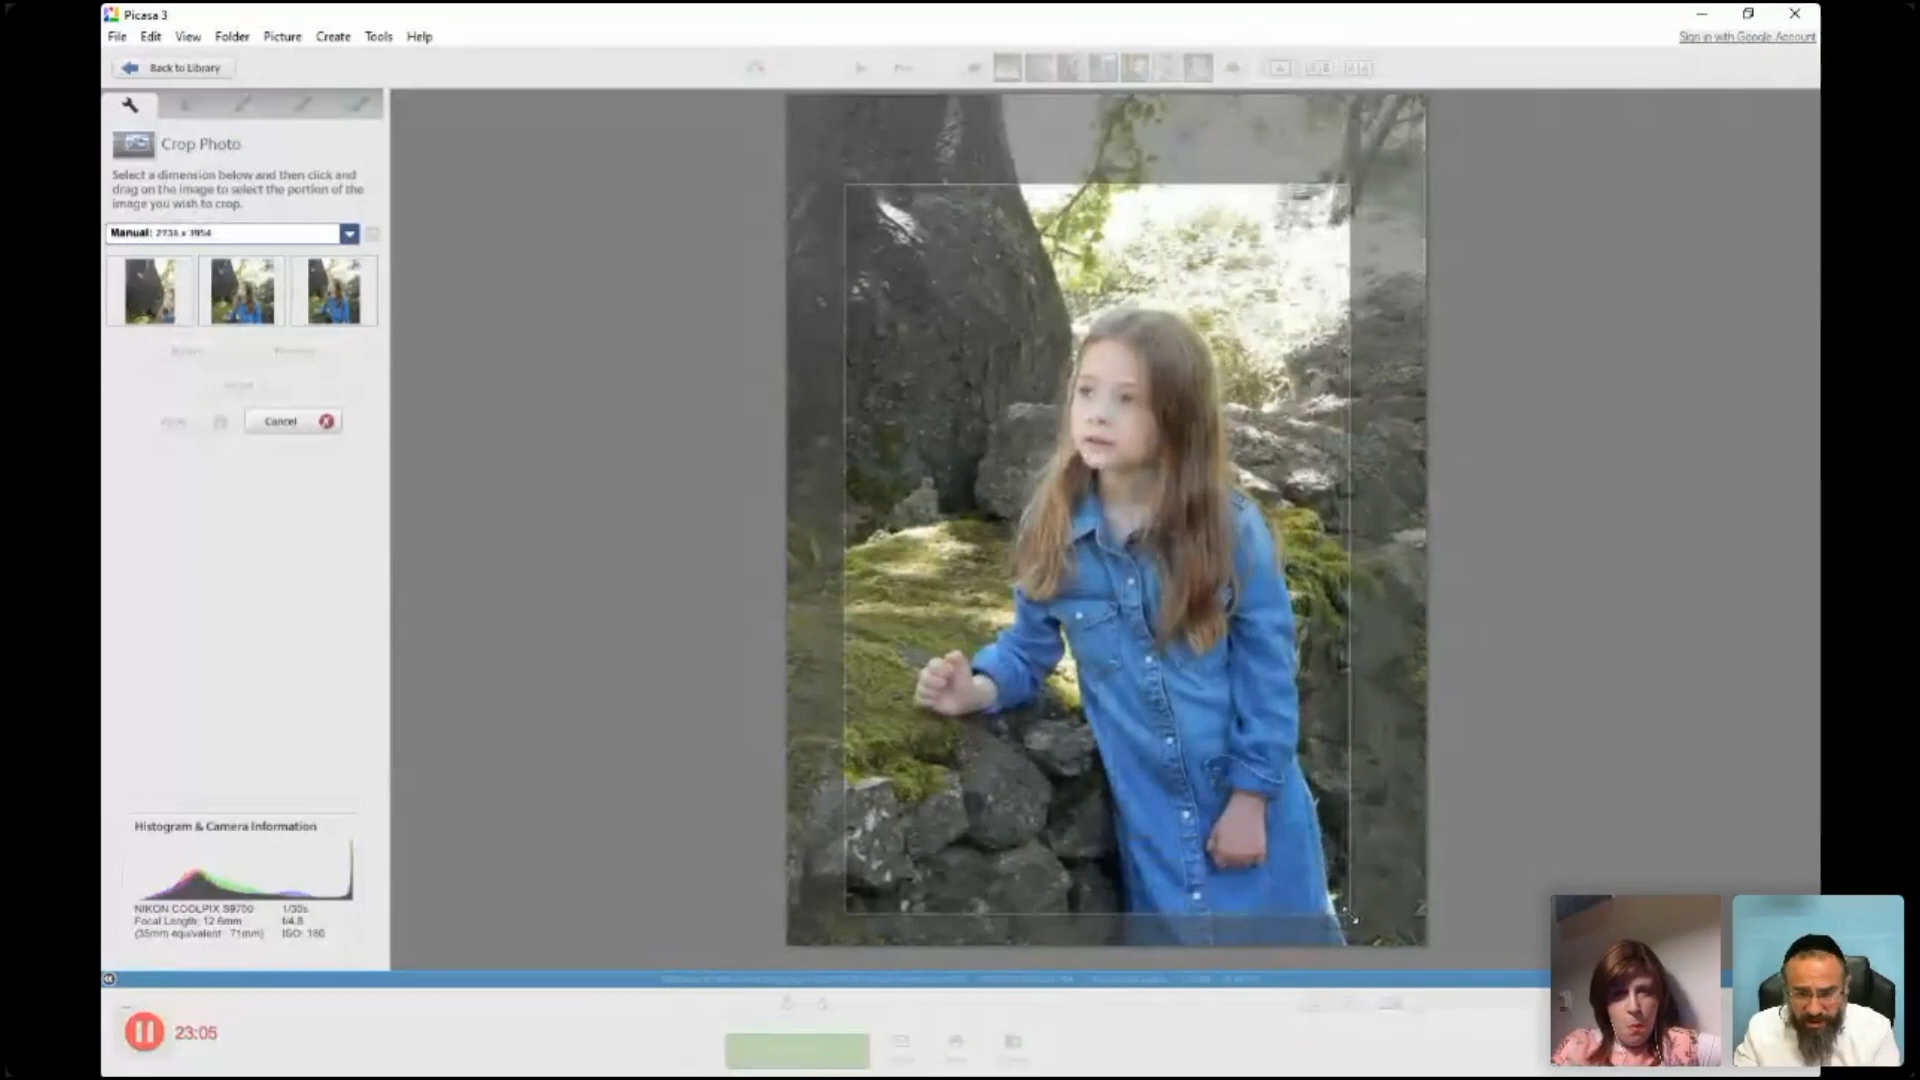 Picasa 3
File Edit View Folder Picture Create Tools Help
Sign in with Google Account
Back to Library
Crop Photo
Select a dimension below and then click and
drag on the image to select the portion of the
image you wish to crop.
Manual:
Cancel
Histogram & Camera Information
NIKON COOLPIX S9700 1/30s
Focal Length: 12.6mm f/4.8
(35mm equivalent: 71mm) ISO: 160
23:05